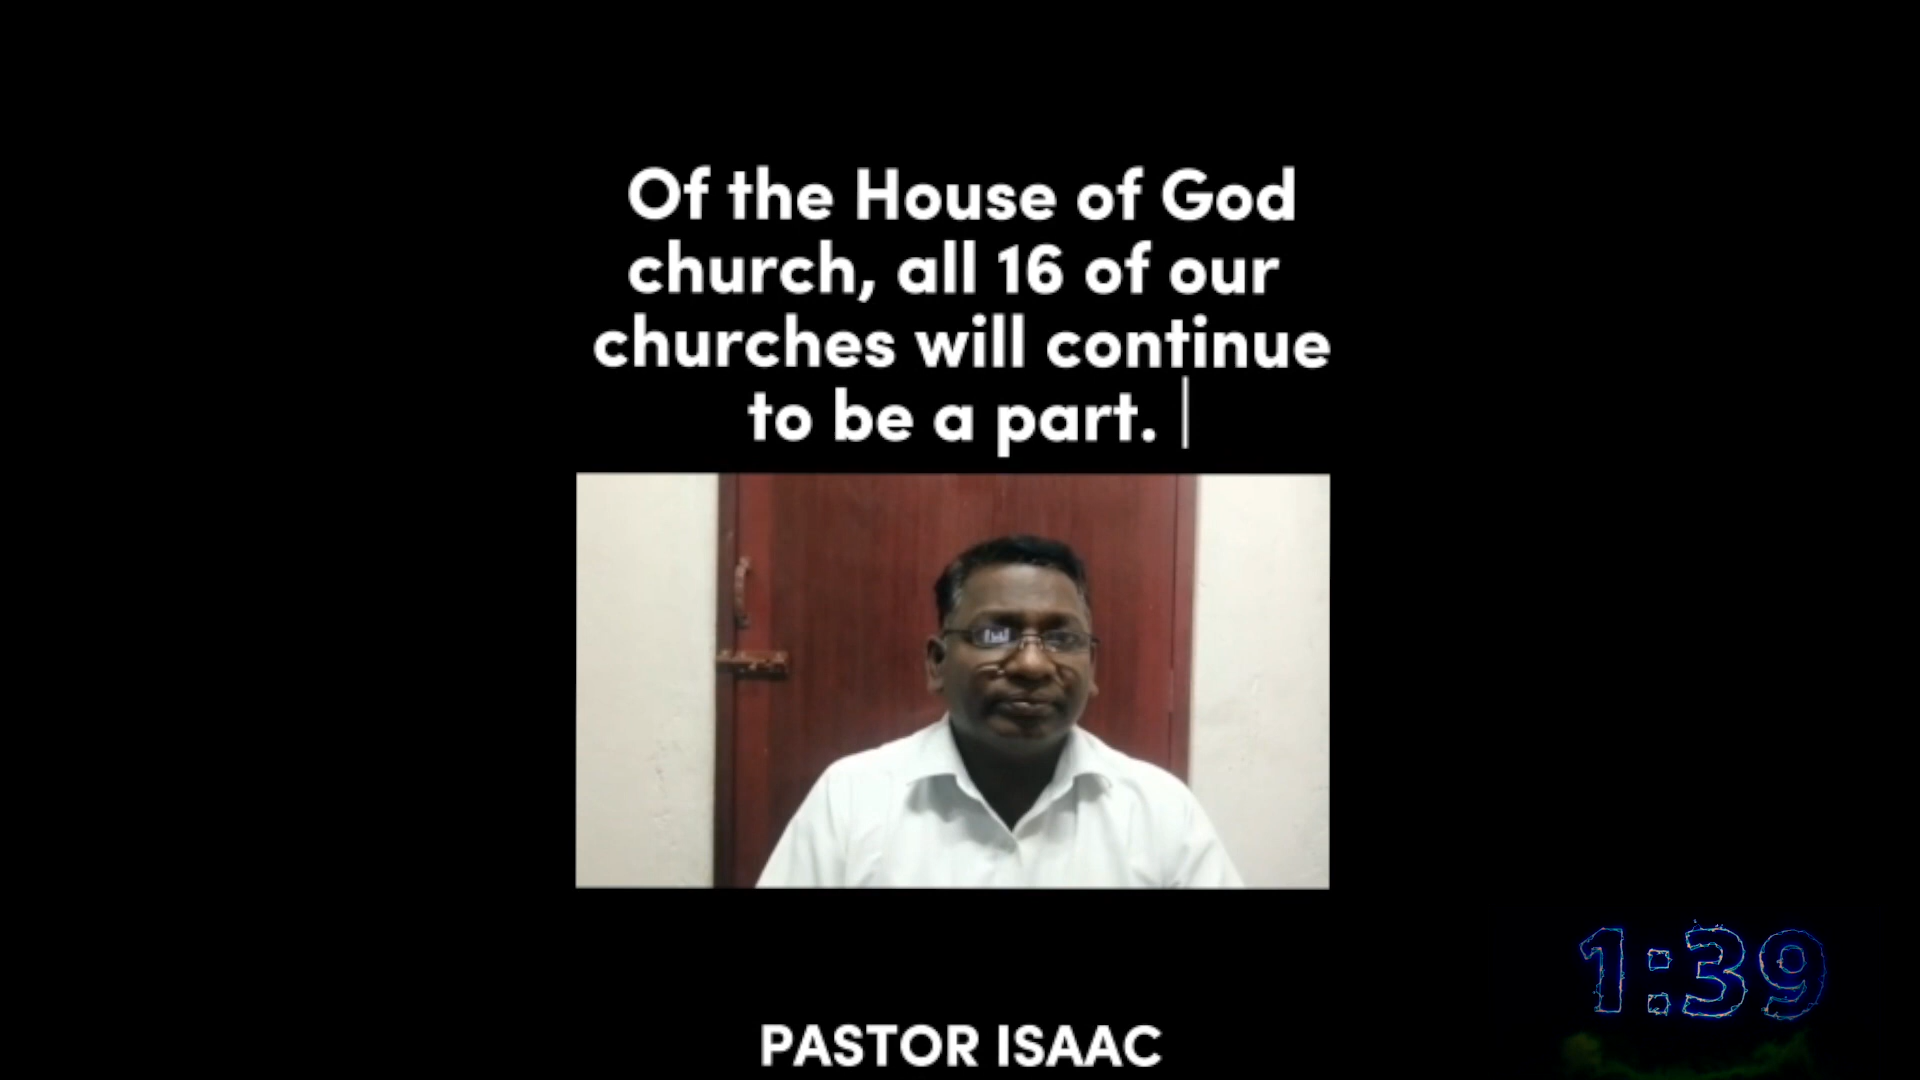 Of the House of God
church, all 16 of our
churches will continue
to be a part.
1:39
PASTOR ISAAC